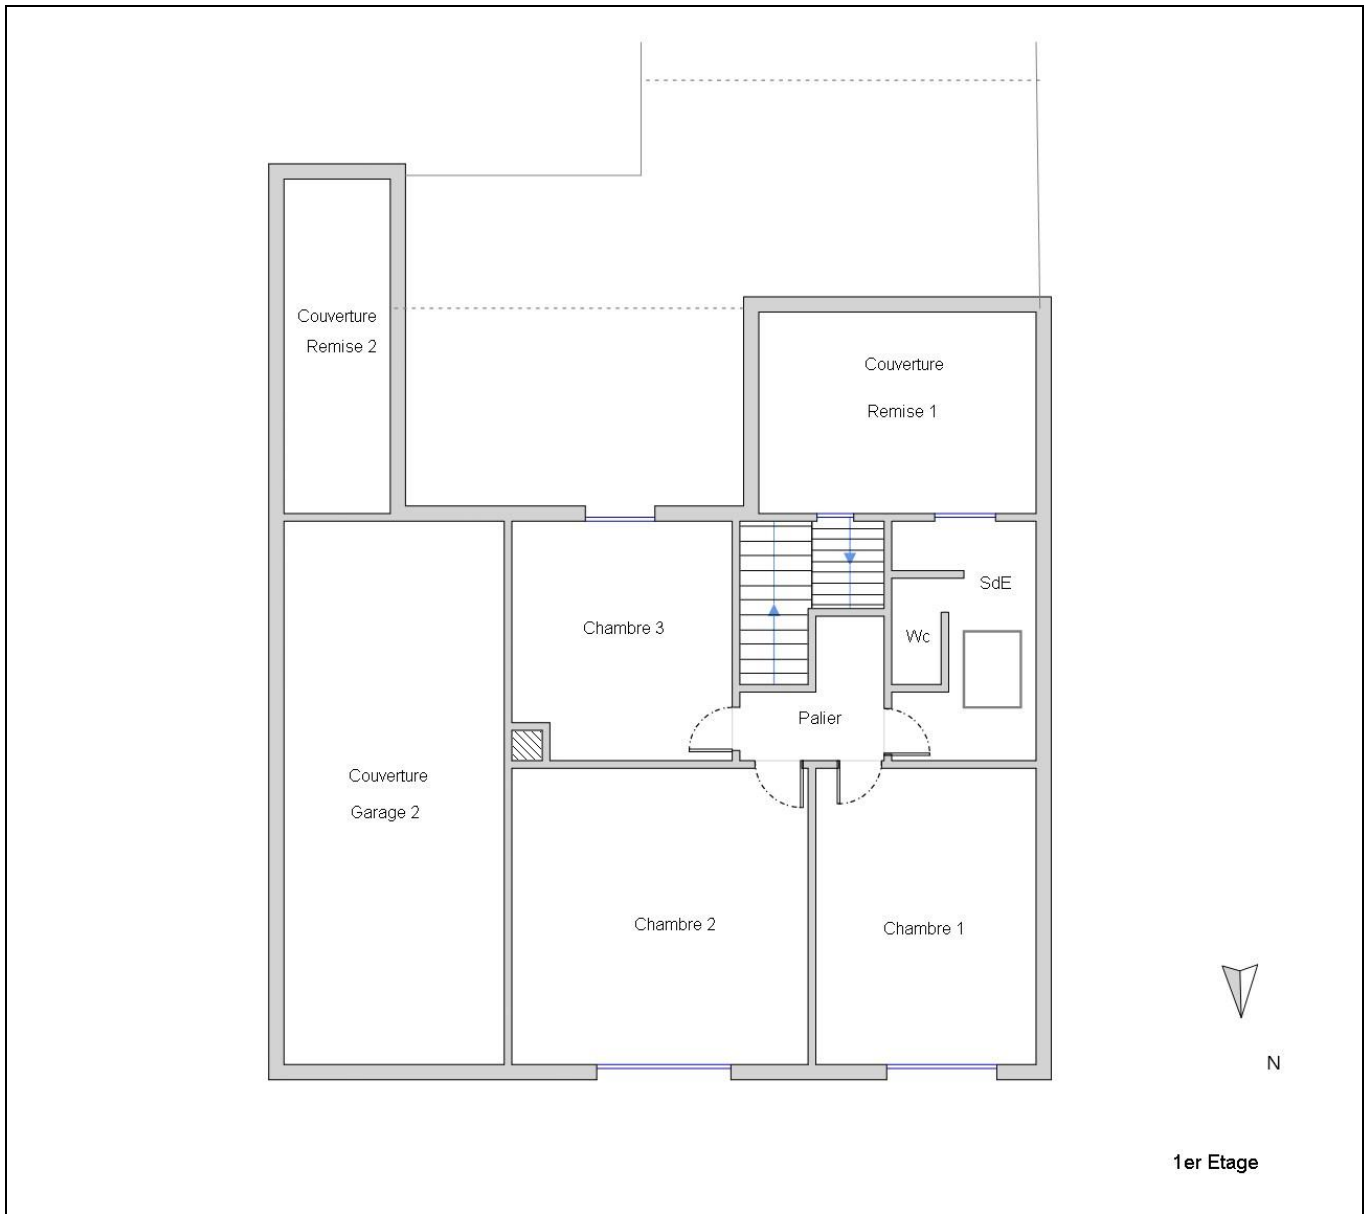 Couverture
Remise 2
Couverture
Remise 1
SdE
Chambre 3
Wc
Palier
Couverture
Garage 2
Chambre 2
Chambre 1
N
1er Etage